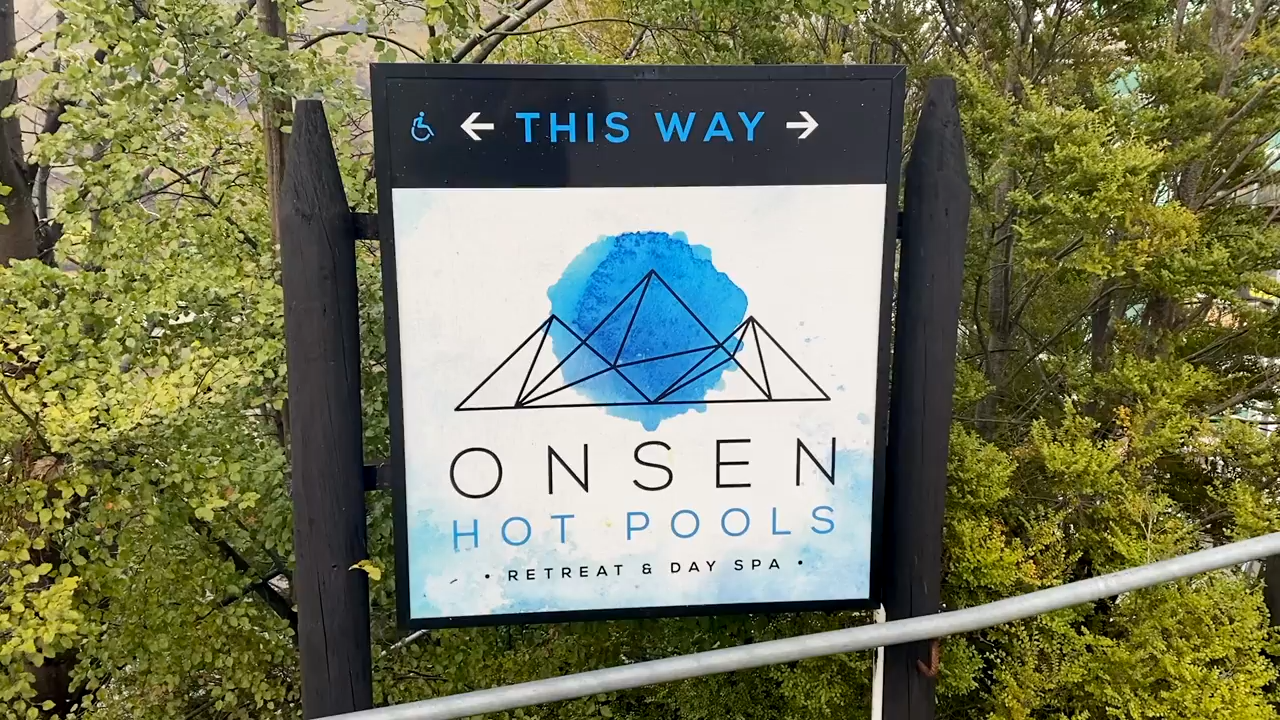 ← THIS WAY →
ONSEN
HOT POOLS
• RETREAT & DAY SPA •